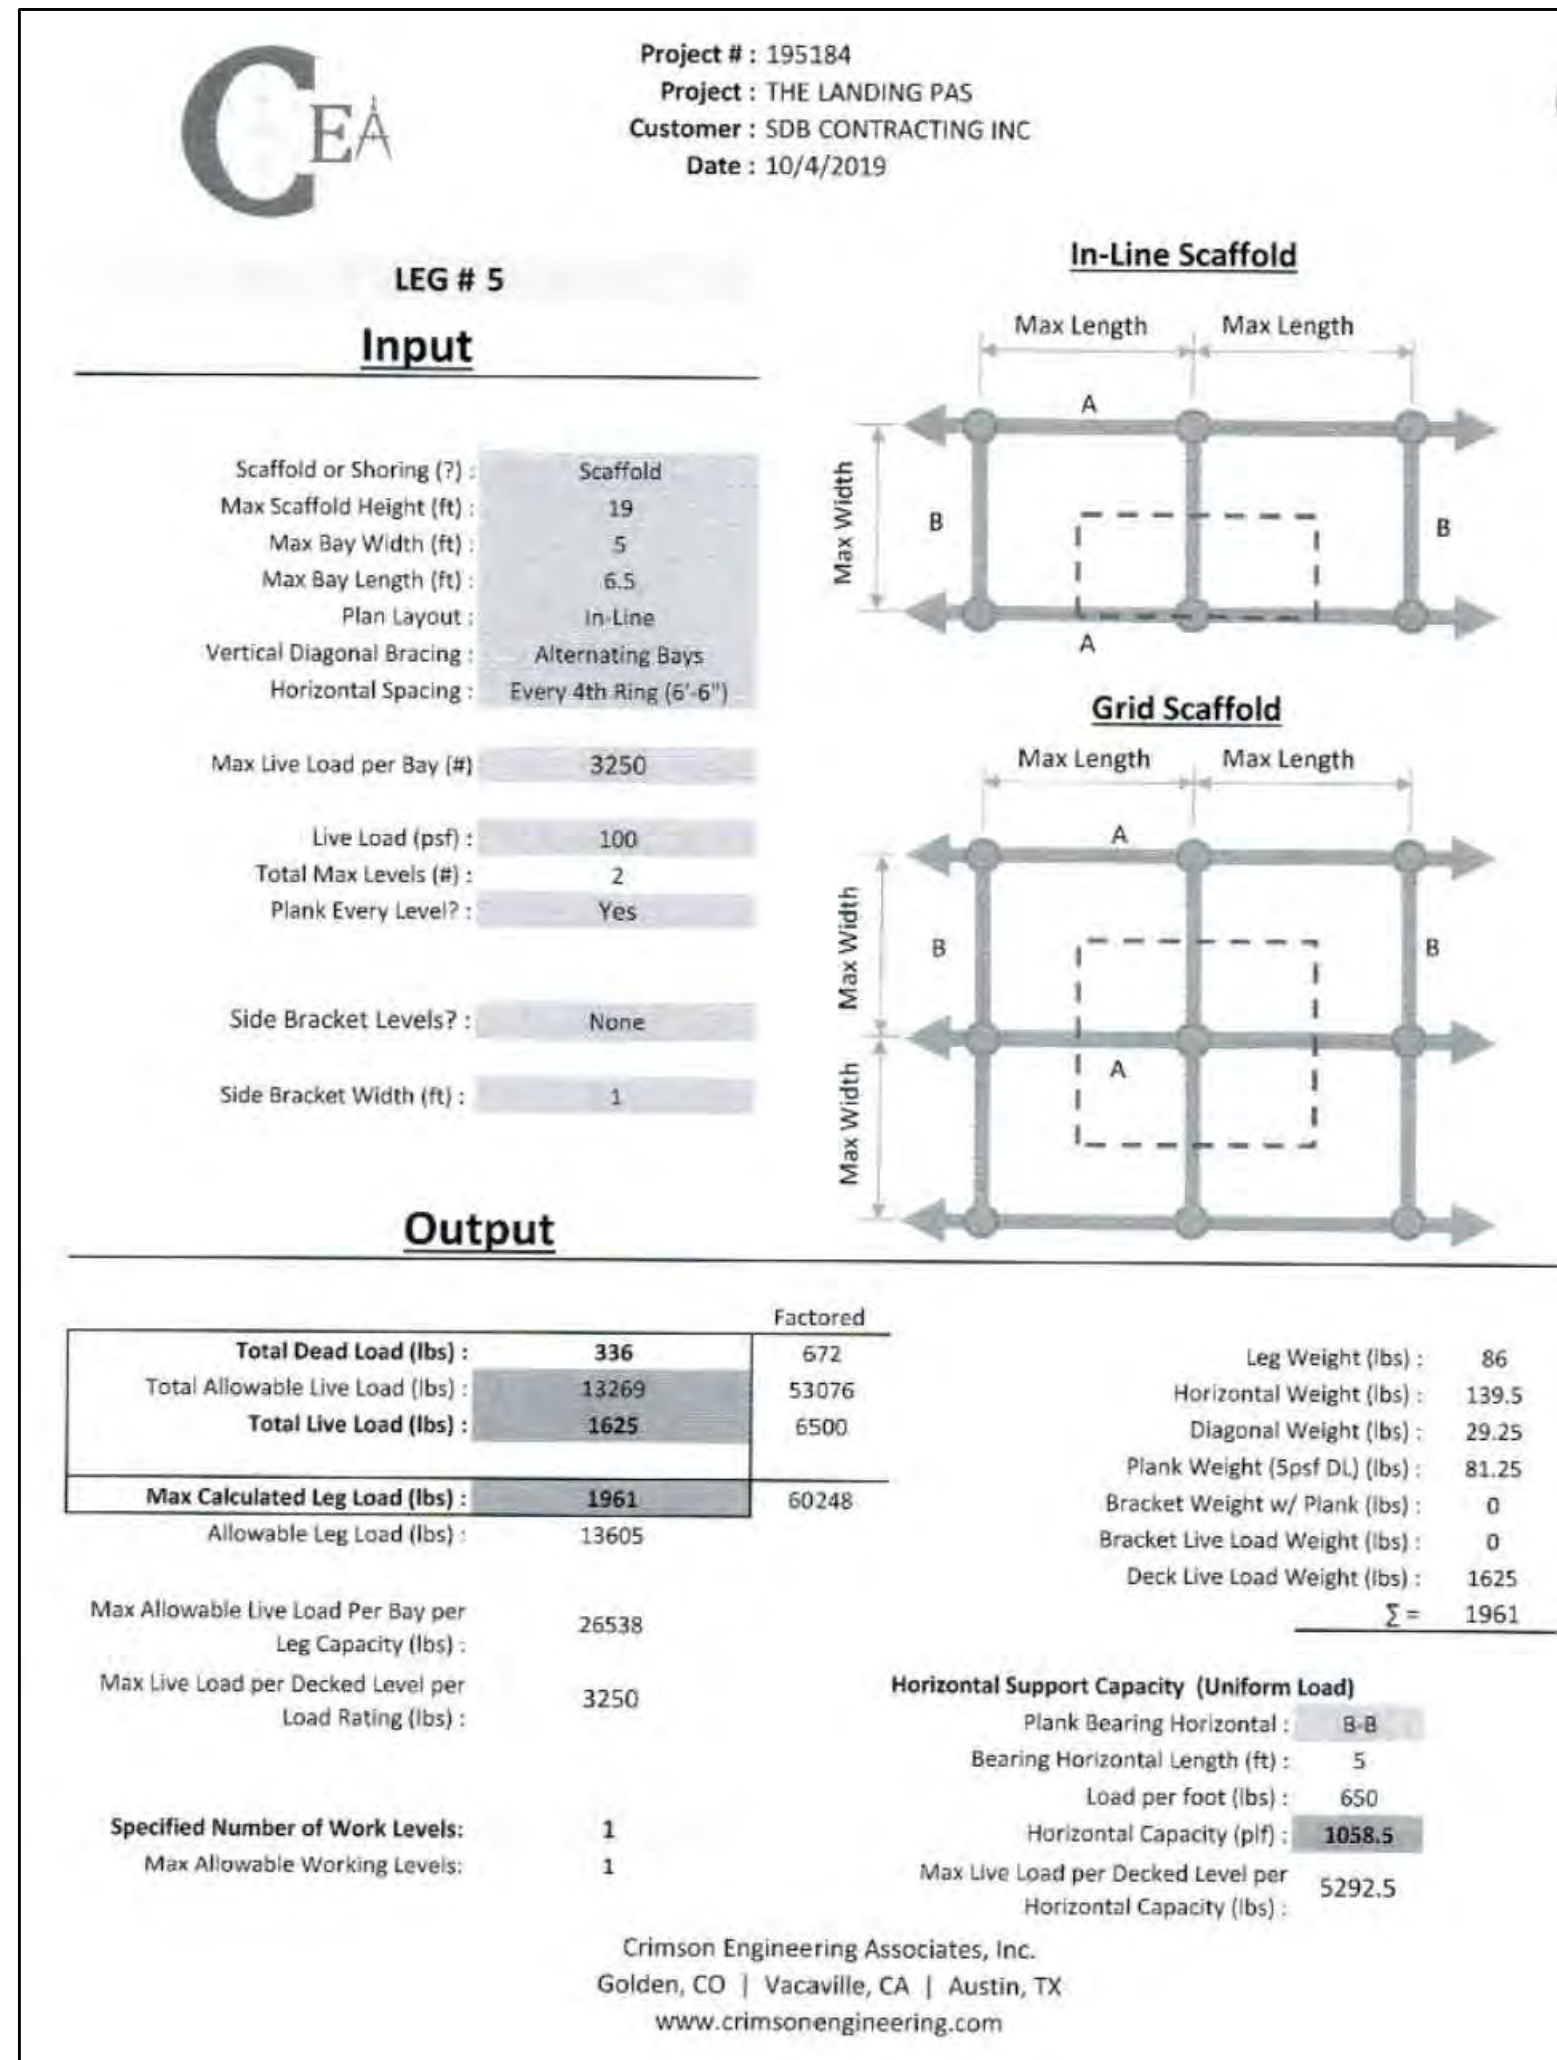 CEA
Project # : 195184
Project : THE LANDING PAS
Customer : SDB CONTRACTING INC
Date : 10/4/2019
LEG # 5
Input
Scaffold or Shoring (?) : Scaffold
Max Scaffold Height (ft) : 19
Max Bay Width (ft) : 5
Max Bay Length (ft) : 6.5
Plan Layout : In-Line
Vertical Diagonal Bracing : Alternating Bays
Horizontal Spacing : Every 4th Ring (6'-6")
Max Live Load per Bay (#) 3250
Live Load (psf) : 100
Total Max Levels (#) : 2
Plank Every Level? : Yes
Side Bracket Levels? : None
Side Bracket Width (ft) : 1
In-Line Scaffold
Max Length Max Length
A
Max Width
B B
A
Grid Scaffold
Max Length Max Length
A
Max Width
B B
A
Max Width
Output
Factored
Total Dead Load (lbs) : 336 672
Total Allowable Live Load (lbs) : 13269 53076
Total Live Load (lbs) : 1625 6500
Max Calculated Leg Load (lbs) : 1961 60248
Allowable Leg Load (lbs) : 13605
Max Allowable Live Load Per Bay per
Leg Capacity (lbs) : 26538
Max Live Load per Decked Level per
Load Rating (lbs) : 3250
Specified Number of Work Levels: 1
Max Allowable Working Levels: 1
Leg Weight (lbs) : 86
Horizontal Weight (lbs) : 139.5
Diagonal Weight (lbs) : 29.25
Plank Weight (5psf DL) (lbs) : 81.25
Bracket Weight w/ Plank (lbs) : 0
Bracket Live Load Weight (lbs) : 0
Deck Live Load Weight (lbs) : 1625
∑ = 1961
Horizontal Support Capacity (Uniform Load)
Plank Bearing Horizontal : B-B
Bearing Horizontal Length (ft) : 5
Load per foot (lbs) : 650
Horizontal Capacity (plf) : 1058.5
Max Live Load per Decked Level per
Horizontal Capacity (lbs) : 5292.5
Crimson Engineering Associates, Inc.
Golden, CO | Vacaville, CA | Austin, TX
www.crimsonengineering.com